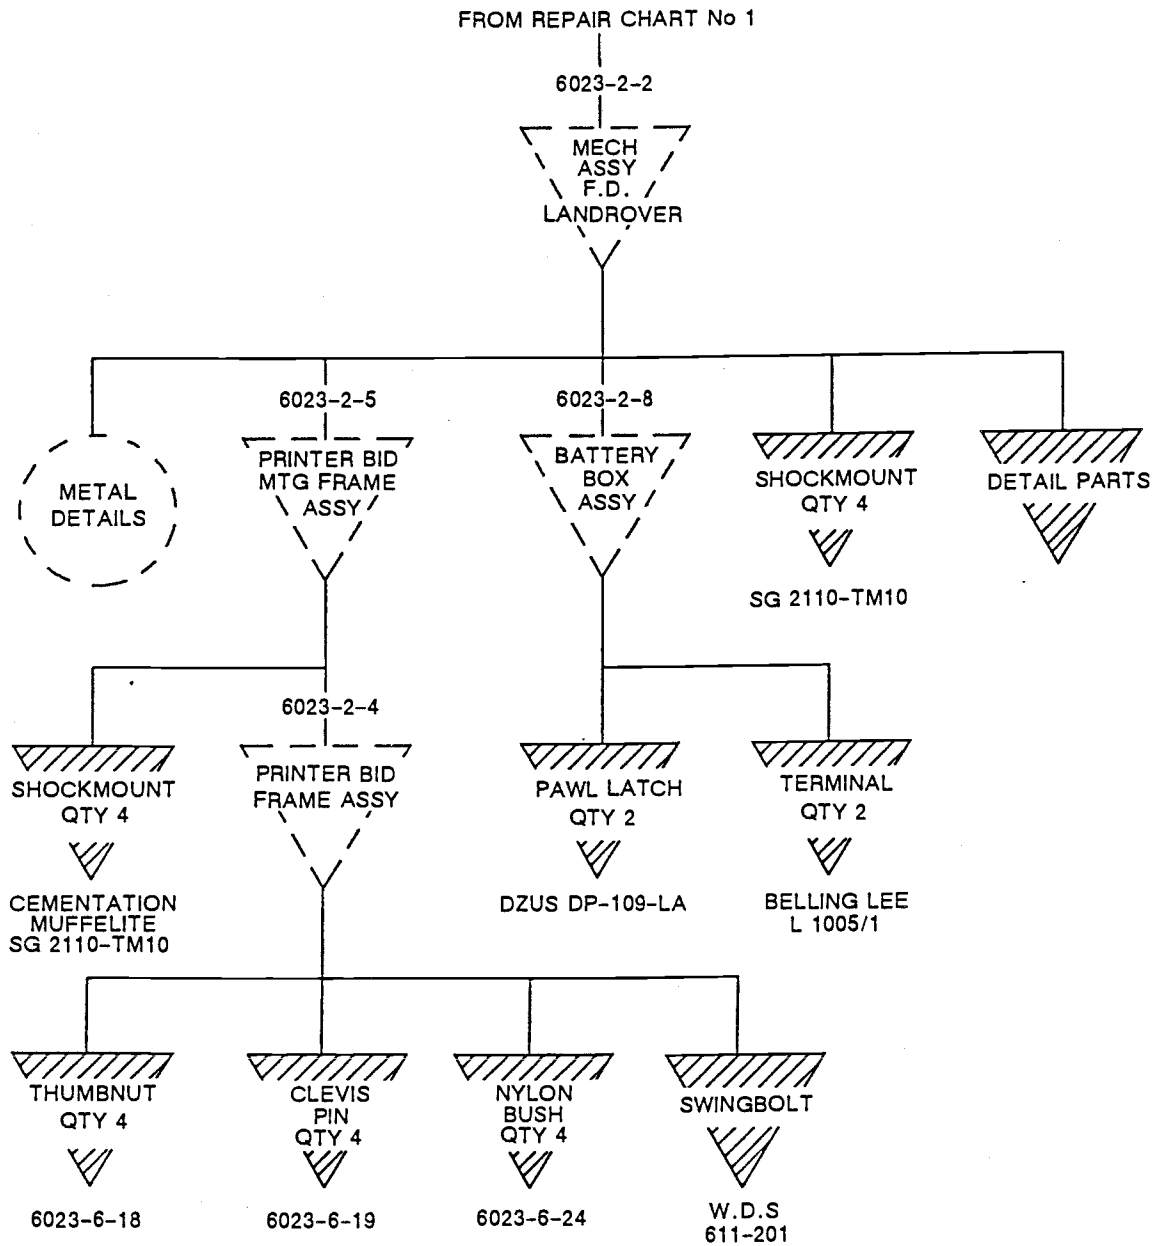 FROM REPAIR CHART No 1
6023-2-2
MECH
ASSY
F.D.
LANDROVER
6023-2-5
6023-2-8
METAL
DETAILS
PRINTER BID
MTG FRAME
ASSY
BATTERY
BOX
ASSY
SHOCKMOUNT
QTY 4
SG 2110-TM10
DETAIL PARTS
6023-2-4
SHOCKMOUNT
QTY 4
CEMENTATION
MUFFELITE
SG 2110-TM10
PRINTER BID
FRAME ASSY
PAWL LATCH
QTY 2
DZUS DP-109-LA
TERMINAL
QTY 2
BELLING LEE
L 1005/1
THUMBNUT
QTY 4
6023-6-18
CLEVIS
PIN
QTY 4
6023-6-19
NYLON
BUSH
QTY 4
6023-6-24
SWINGBOLT
W.D.S
611-201